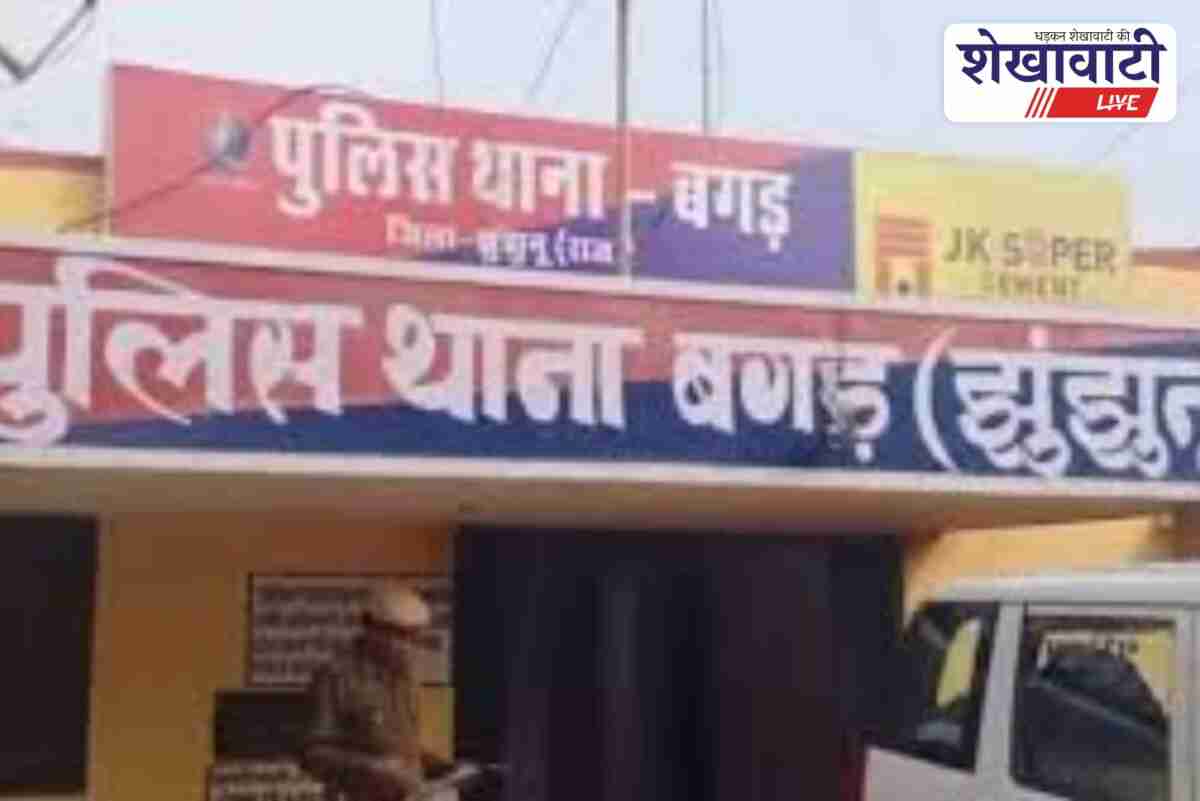 धड़कन शेखावाटी की
शेखावाटी
LIVE
पुलिस थाना - बगड़
जिला-झुंझुनू (राज.)
JK SUPER
CEMENT
पुलिस थाना बगड़ (झुंझुनू